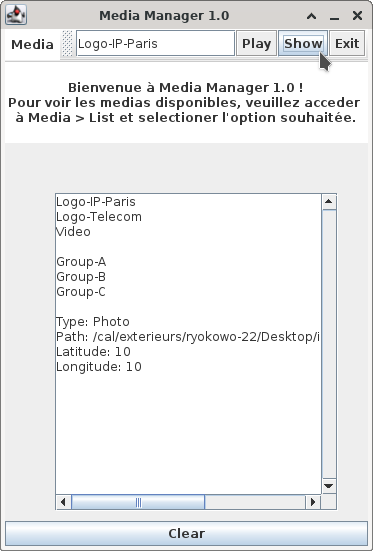 Media Manager 1.0
Media Logo-IP-Paris Play Show Exit
Bienvenue à Media Manager 1.0 !
Pour voir les medias disponibles, veuillez acceder
à Media > List et selectioner l'option souhaitée.
Logo-IP-Paris
Logo-Telecom
Video
Group-A
Group-B
Group-C
Type: Photo
Path: /cal/exterieurs/ryokowo-22/Desktop/i
Latitude: 10
Longitude: 10
Clear